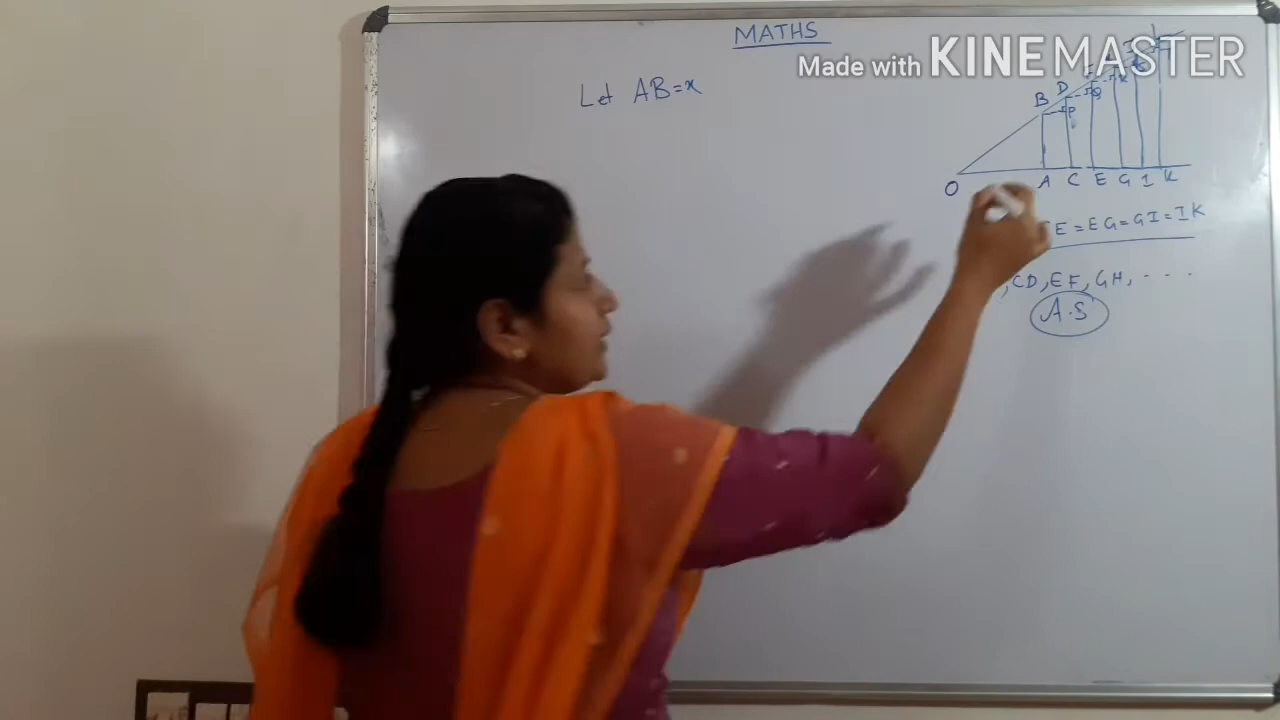 MATHS
Made with KINEMASTER
Let AB=x
B D
P Q
O A C E G I K
E = EG = GI = IK
,CD, EF, GH, - - - -
A.S